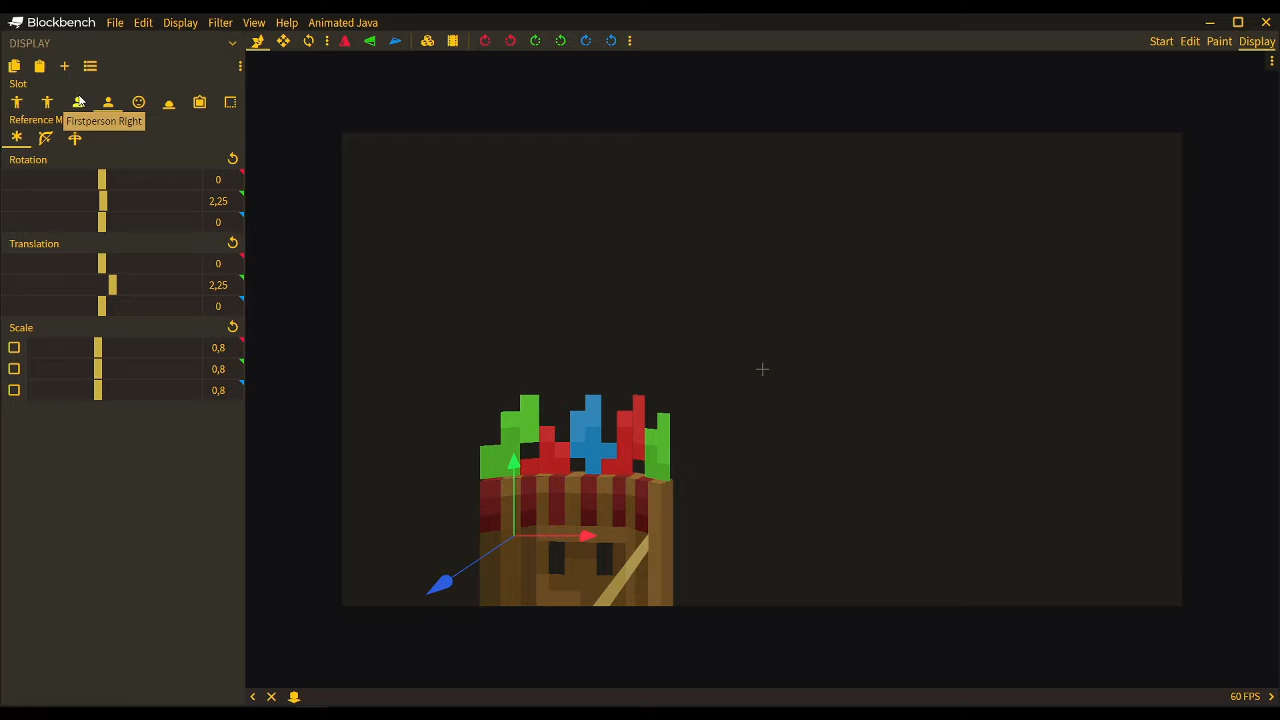 Blockbench File Edit Display Filter View Help Animated Java
DISPLAY Start Edit Paint Display
Slot
Reference M
Firstperson Right
Rotation
0
2,25
0
Translation
0
2,25
0
Scale
0,8
0,8
0,8
60 FPS